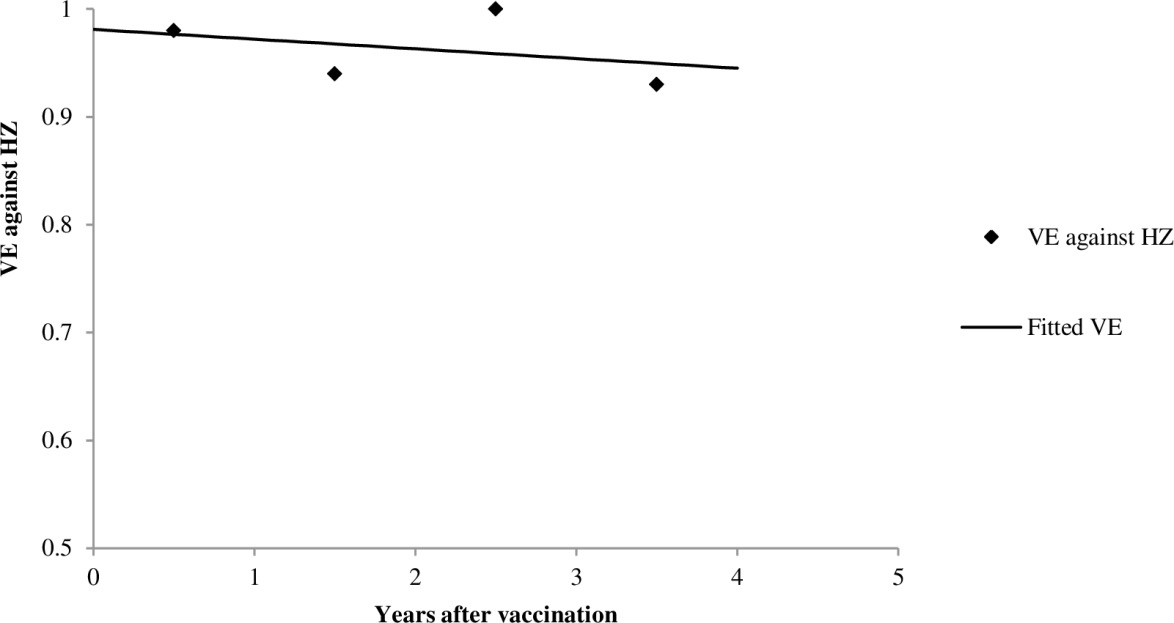 1
0.9
0.8
0.7
0.6
0.5
VE against HZ
0 1 2 3 4 5
Years after vaccination
VE against HZ
Fitted VE